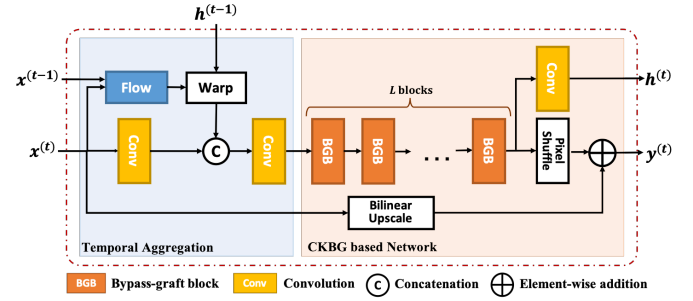 h^(t−1)
x^(t−1)
Flow
Warp
L blocks
Conv
h^(t)
x^(t)
Conv
C
Conv
BGB
BGB
...
BGB
Pixel
Shuffle
y^(t)
Bilinear
Upscale
Temporal Aggregation
CKBG based Network
BGB Bypass-graft block Conv Convolution C Concatenation Element-wise addition